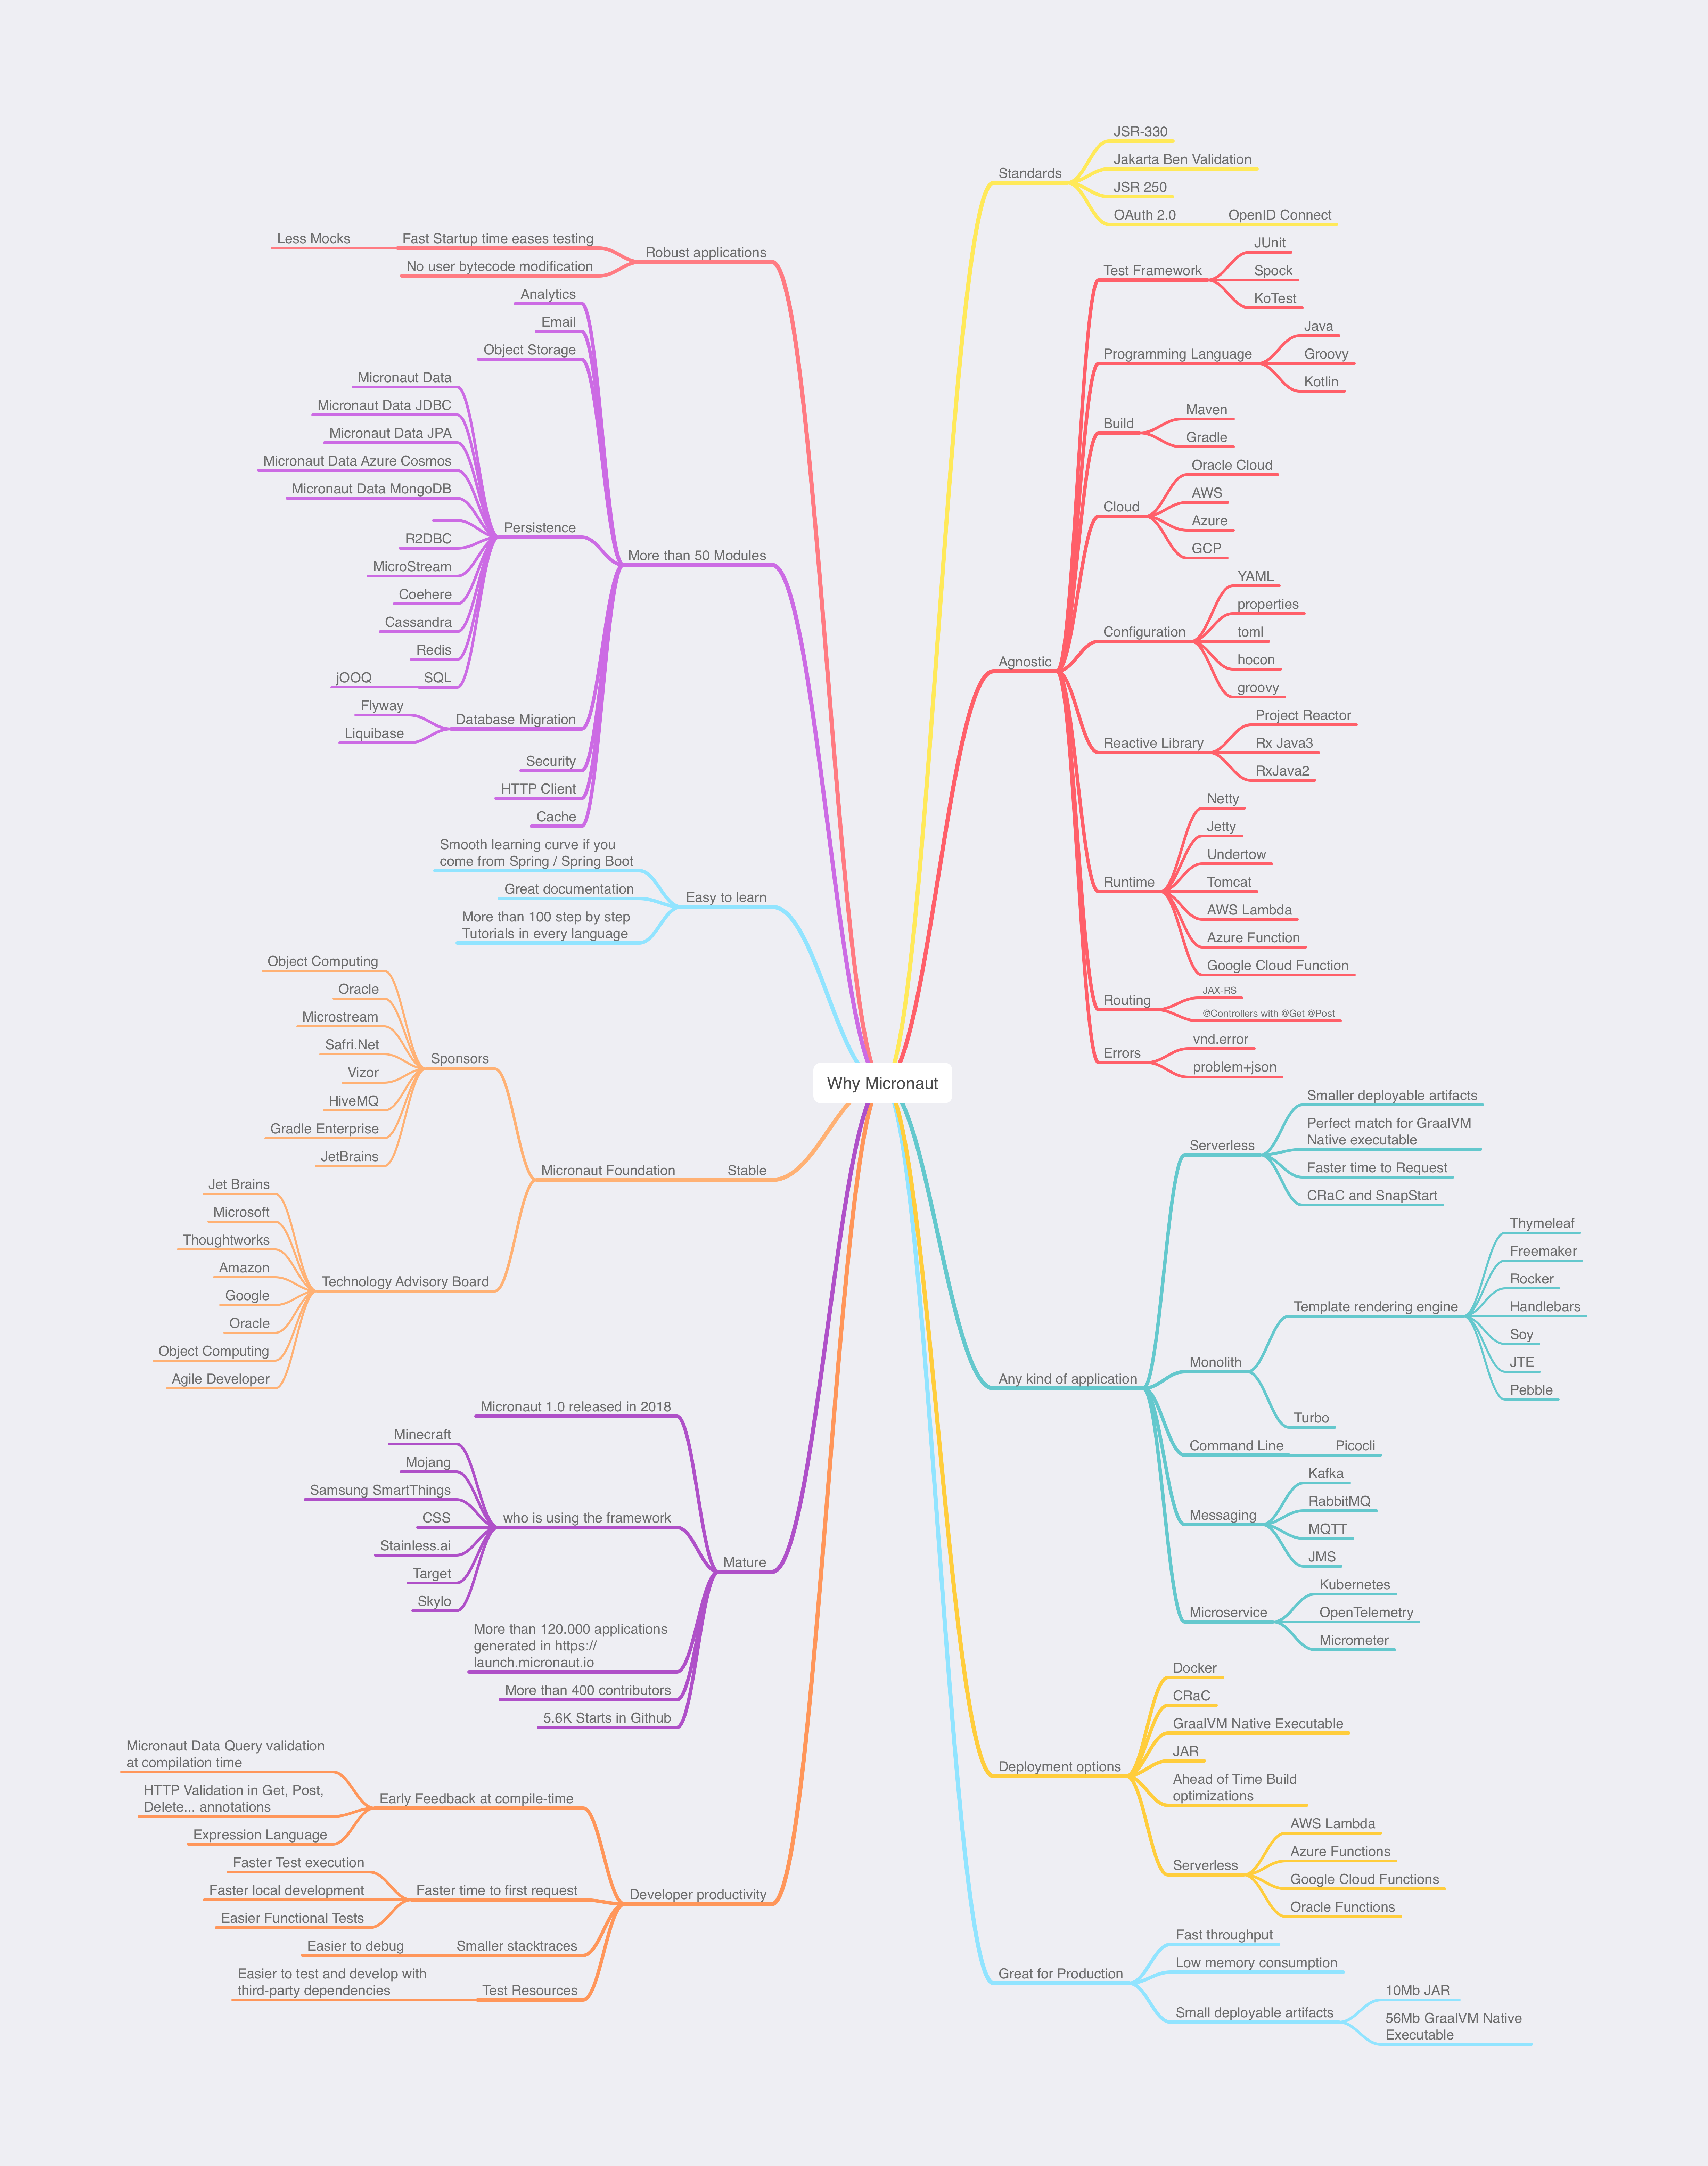 Why Micronaut
Standards
JSR-330
Jakarta Ben Validation
JSR 250
OAuth 2.0
OpenID Connect
Agnostic
Test Framework
JUnit
Spock
KoTest
Programming Language
Java
Groovy
Kotlin
Build
Maven
Gradle
Cloud
Oracle Cloud
AWS
Azure
GCP
Configuration
YAML
properties
toml
hocon
groovy
Reactive Library
Project Reactor
Rx Java3
RxJava2
Runtime
Netty
Jetty
Undertow
Tomcat
AWS Lambda
Azure Function
Google Cloud Function
Routing
JAX-RS
@Controllers with @Get @Post
Errors
vnd.error
problem+json
Any kind of application
Serverless
Smaller deployable artifacts
Perfect match for GraalVM
Native executable
Faster time to Request
CRaC and SnapStart
Monolith
Template rendering engine
Thymeleaf
Freemaker
Rocker
Handlebars
Soy
JTE
Pebble
Turbo
Command Line
Picocli
Messaging
Kafka
RabbitMQ
MQTT
JMS
Microservice
Kubernetes
OpenTelemetry
Micrometer
Deployment options
Docker
CRaC
GraalVM Native Executable
JAR
Ahead of Time Build
optimizations
Serverless
AWS Lambda
Azure Functions
Google Cloud Functions
Oracle Functions
Great for Production
Fast throughput
Low memory consumption
Small deployable artifacts
10Mb JAR
56Mb GraalVM Native
Executable
Robust applications
Fast Startup time eases testing
Less Mocks
No user bytecode modification
More than 50 Modules
Analytics
Email
Object Storage
Persistence
Micronaut Data
Micronaut Data JDBC
Micronaut Data JPA
Micronaut Data Azure Cosmos
Micronaut Data MongoDB
R2DBC
MicroStream
Coehere
Cassandra
Redis
SQL
jOOQ
Database Migration
Flyway
Liquibase
Security
HTTP Client
Cache
Easy to learn
Smooth learning curve if you
come from Spring / Spring Boot
Great documentation
More than 100 step by step
Tutorials in every language
Stable
Micronaut Foundation
Sponsors
Object Computing
Oracle
Microstream
Safri.Net
Vizor
HiveMQ
Gradle Enterprise
JetBrains
Technology Advisory Board
Jet Brains
Microsoft
Thoughtworks
Amazon
Google
Oracle
Object Computing
Agile Developer
Mature
Micronaut 1.0 released in 2018
who is using the framework
Minecraft
Mojang
Samsung SmartThings
CSS
Stainless.ai
Target
Skylo
More than 120.000 applications
generated in https://
launch.micronaut.io
More than 400 contributors
5.6K Starts in Github
Developer productivity
Early Feedback at compile-time
Micronaut Data Query validation
at compilation time
HTTP Validation in Get, Post,
Delete... annotations
Expression Language
Faster time to first request
Faster Test execution
Faster local development
Easier Functional Tests
Smaller stacktraces
Easier to debug
Test Resources
Easier to test and develop with
third-party dependencies